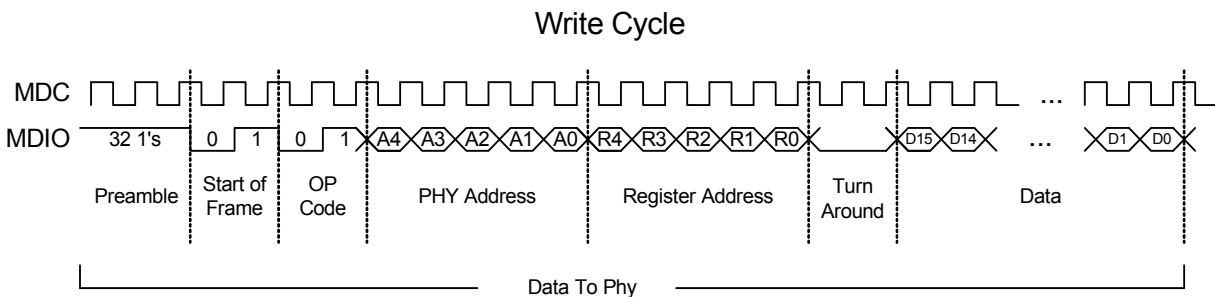 Write Cycle
MDC
...
MDIO 32 1's 0 1 0 1 A4 A3 A2 A1 A0 R4 R3 R2 R1 R0 D15 D14 ... D1 D0
Preamble
Start of
Frame
OP
Code
PHY Address
Register Address
Turn
Around
Data
Data To Phy